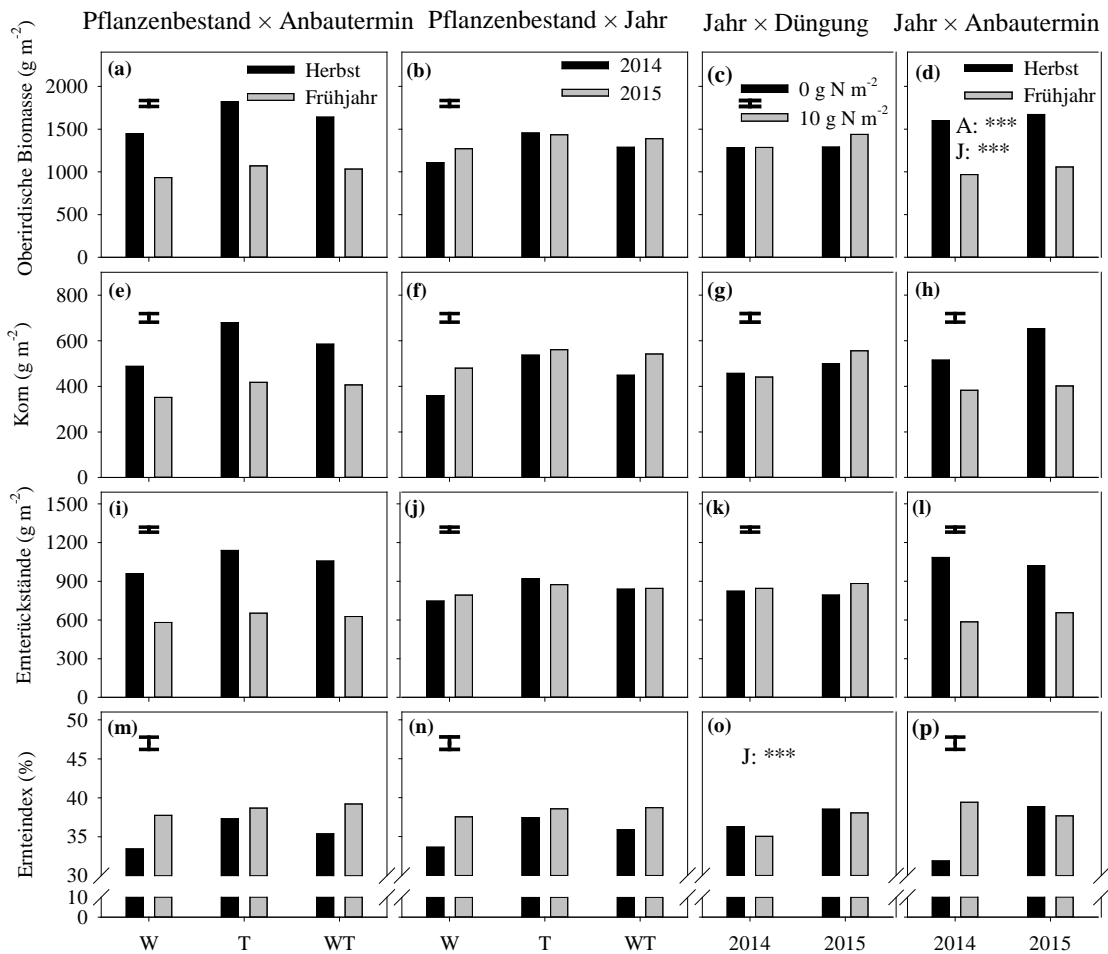 Pflanzenbestand × Anbautermin
Pflanzenbestand × Jahr
Jahr × Düngung
Jahr × Anbautermin
Oberirdische Biomasse (g m-2)
2000
1500
1000
500
0
(a)
Herbst
Frühjahr
(b)
2014
2015
(c)
0 g N m-2
10 g N m-2
(d)
Herbst
Frühjahr
A: ***
J: ***
Korn (g m-2)
800
600
400
200
0
(e)
(f)
(g)
(h)
Ernterückstände (g m-2)
1500
1200
900
600
300
0
(i)
(j)
(k)
(l)
Ernteindex (%)
50
45
40
35
30
10
0
(m)
(n)
(o)
J: ***
(p)
W
T
WT
W
T
WT
2014
2015
2014
2015